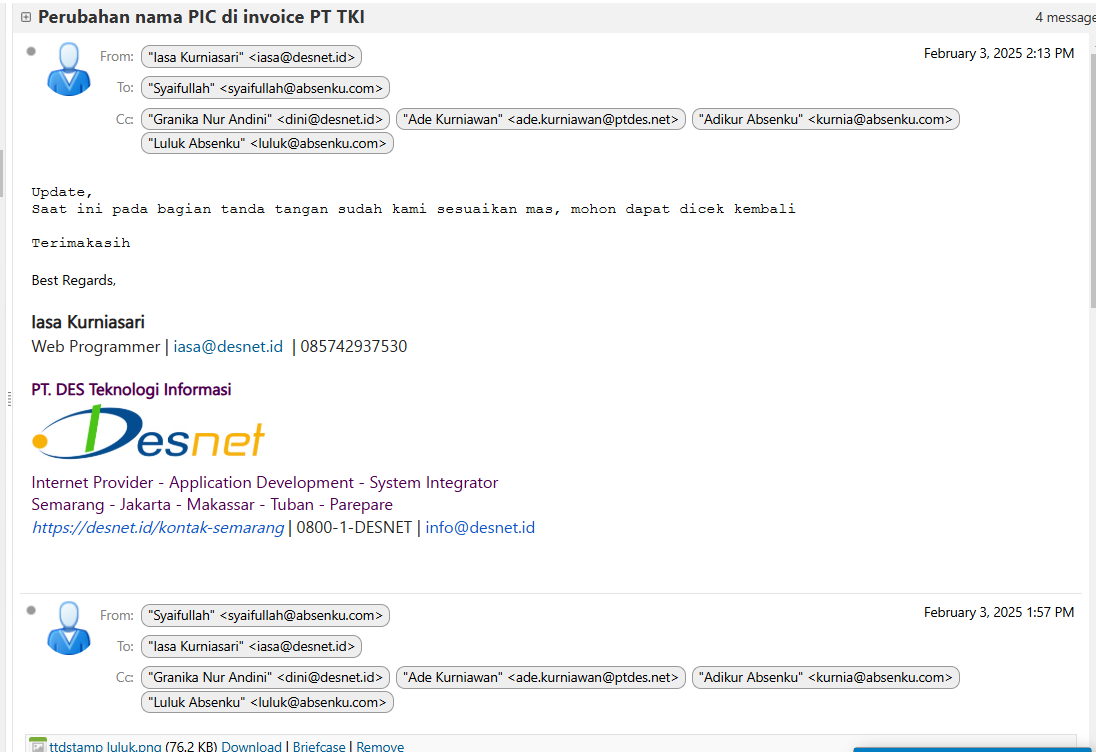 Perubahan nama PIC di invoice PT TKI
4 message
From: "Iasa Kurniasari" <iasa@desnet.id>
February 3, 2025 2:13 PM
To: "Syaifullah" <syaifullah@absenku.com>
Cc: "Granika Nur Andini" <dini@desnet.id> "Ade Kurniawan" <ade.kurniawan@ptdes.net> "Adikur Absenku" <kurnia@absenku.com>
"Luluk Absenku" <luluk@absenku.com>
Update,
Saat ini pada bagian tanda tangan sudah kami sesuaikan mas, mohon dapat dicek kembali
Terimakasih
Best Regards,
Iasa Kurniasari
Web Programmer | iasa@desnet.id | 085742937530
PT. DES Teknologi Informasi
Desnet
Internet Provider - Application Development - System Integrator
Semarang - Jakarta - Makassar - Tuban - Parepare
https://desnet.id/kontak-semarang | 0800-1-DESNET | info@desnet.id
From: "Syaifullah" <syaifullah@absenku.com>
February 3, 2025 1:57 PM
To: "Iasa Kurniasari" <iasa@desnet.id>
Cc: "Granika Nur Andini" <dini@desnet.id> "Ade Kurniawan" <ade.kurniawan@ptdes.net> "Adikur Absenku" <kurnia@absenku.com>
"Luluk Absenku" <luluk@absenku.com>
ttdstamp luluk.png (76.2 KB) Download | Briefcase | Remove